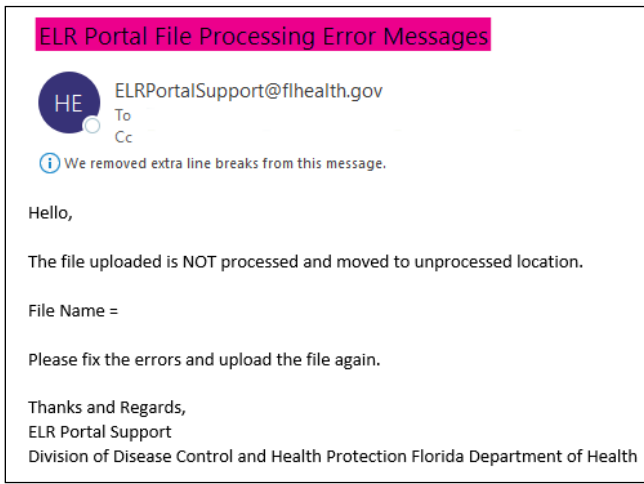 ELR Portal File Processing Error Messages
HE
ELRPortalSupport@flhealth.gov
To
Cc
i We removed extra line breaks from this message.
Hello,
The file uploaded is NOT processed and moved to unprocessed location.
File Name =
Please fix the errors and upload the file again.
Thanks and Regards,
ELR Portal Support
Division of Disease Control and Health Protection Florida Department of Health